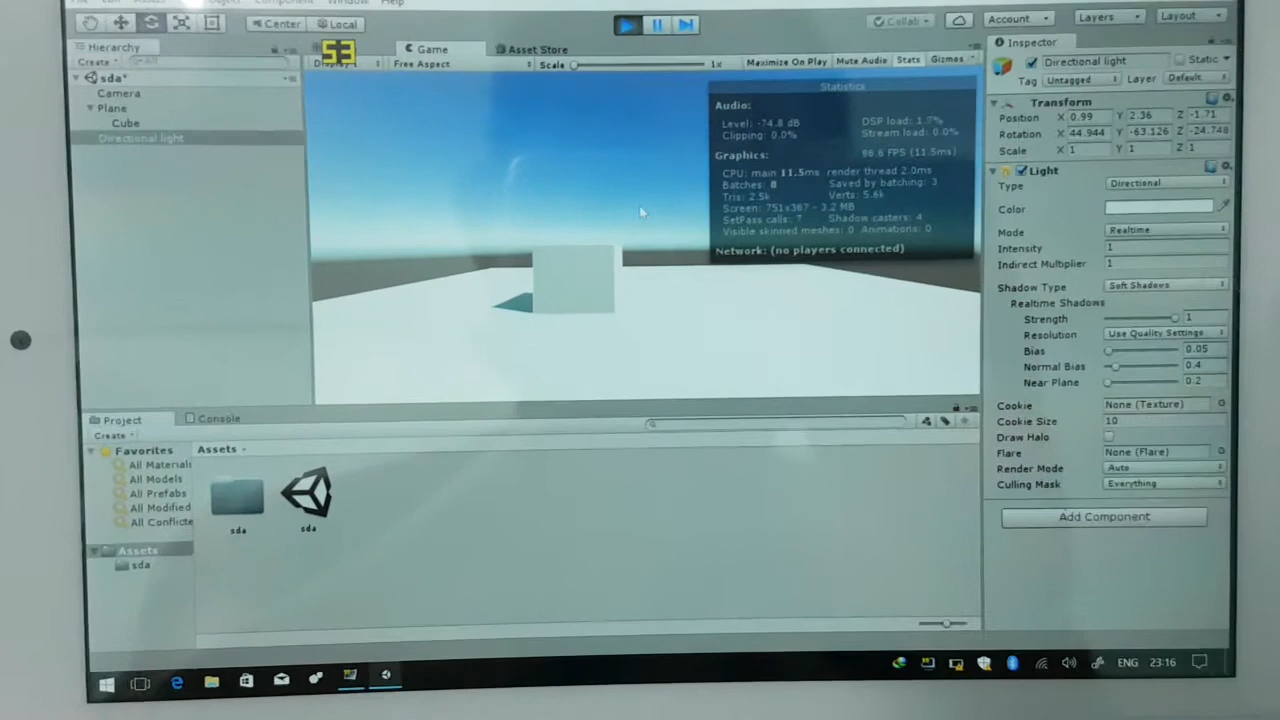 Component
Help
Center
Local
Collab
Account
Layers
Layout
Hierarchy
Create
All
sda*
Camera
Plane
Cube
Directional light
53
Game
Asset Store
Free Aspect
Scale
1x
Maximize On Play
Mute Audio
Stats
Gizmos
Statistics
Audio:
Level: -74.8 dB
DSP load: 1.7%
Clipping: 0.0%
Stream load: 0.0%
Graphics:
86.6 FPS (11.5ms)
CPU: main 11.5ms render thread 2.0ms
Batches: 8
Saved by batching: 3
Tris: 2.5k
Verts: 5.6k
Screen: 751x367 - 3.2 MB
SetPass calls: 7
Shadow casters: 4
Visible skinned meshes: 0 Animations: 0
Network: (no players connected)
Inspector
Directional light
Static
Tag Untagged
Layer Default
Transform
Position X 0.99 Y 2.36 Z -1.71
Rotation X 44.944 Y -63.126 Z -24.748
Scale X 1 Y 1 Z 1
Light
Type Directional
Color
Mode Realtime
Intensity 1
Indirect Multiplier 1
Shadow Type Soft Shadows
Realtime Shadows
Strength 1
Resolution Use Quality Settings
Bias 0.05
Normal Bias 0.4
Near Plane 0.2
Cookie None (Texture)
Cookie Size 10
Draw Halo
Flare None (Flare)
Render Mode Auto
Culling Mask Everything
Add Component
Project
Console
Create
Favorites
All Materials
All Models
All Prefabs
All Modified
All Conflicte
Assets
sda
Assets
sda
sda
ENG
23:16